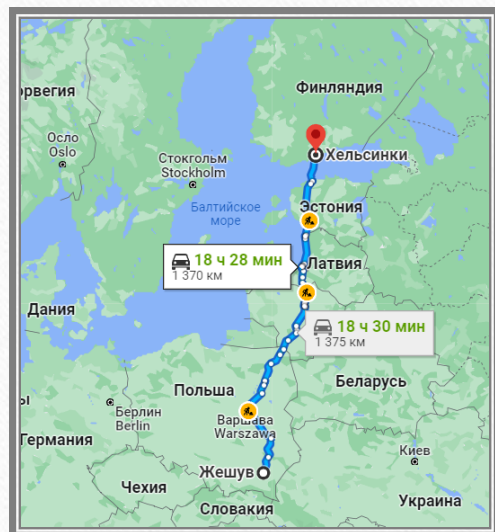 Финляндия
орвегия
Осло
Oslo
Хельсинки
Стокгольм
Stockholm
Эстония
Балтийское
море
18 ч 28 мин
1 370 км
Латвия
Дания
18 ч 30 мин
1 375 км
Польша
Беларусь
ы
Берлин
Berlin
Варшава
Warszawa
Германия
Киев
Жешув
Чехия
Украина
Словакия